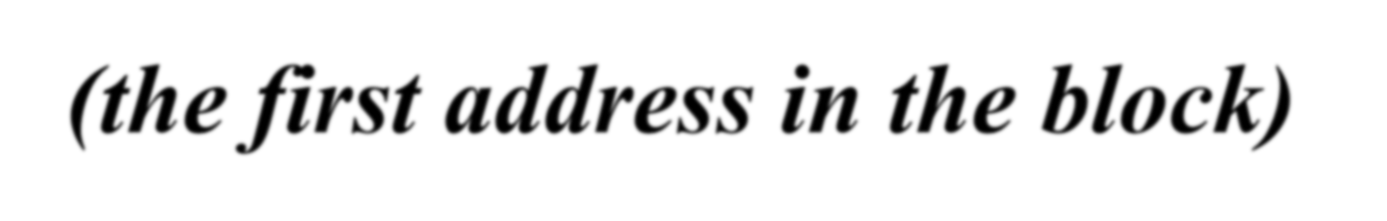 (the first address in the block)